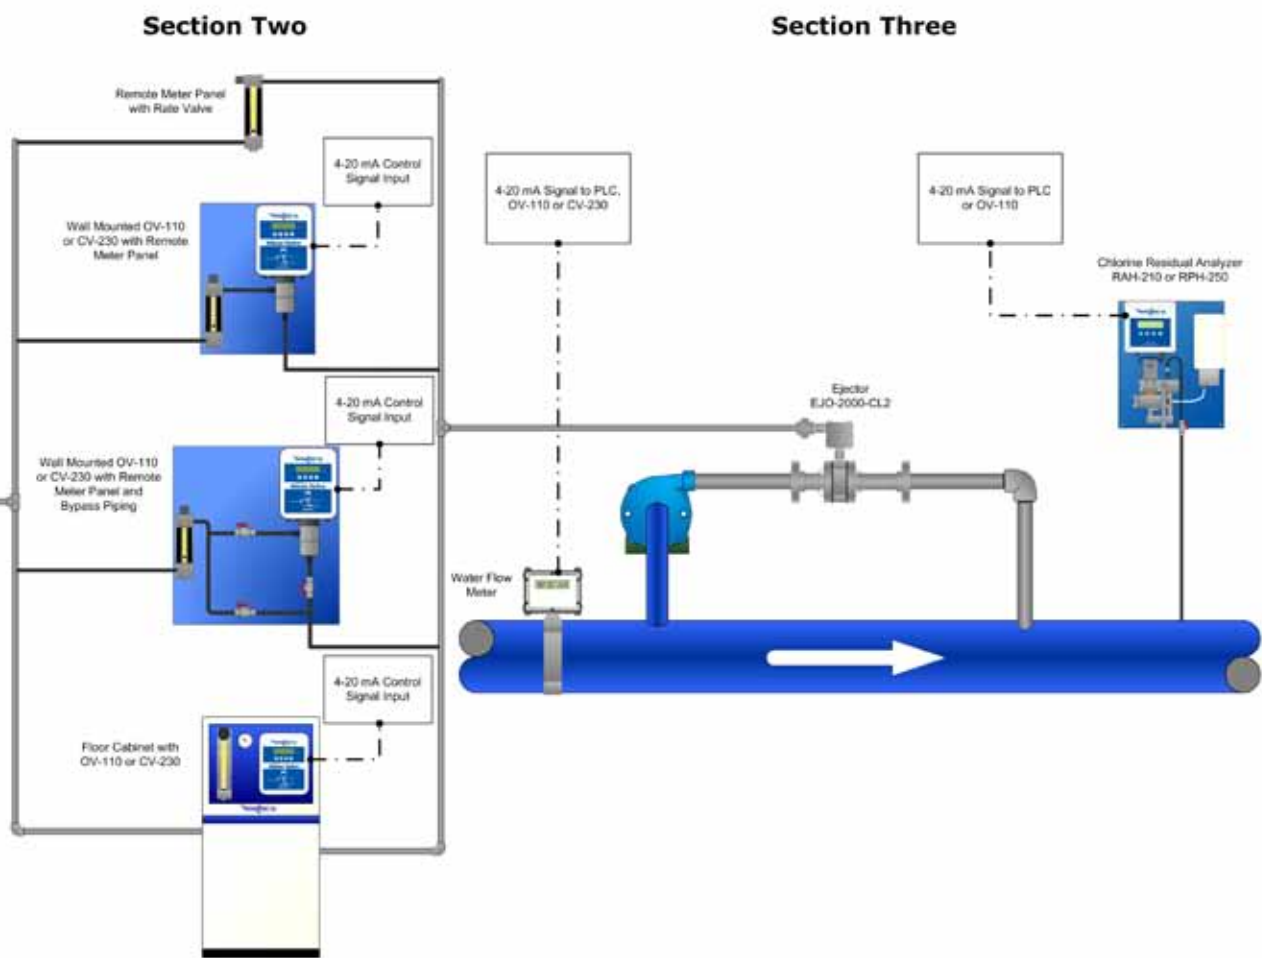 Section Two
Section Three
Remote Meter Panel
with Rate Valve
4-20 mA Control
Signal Input
Wall Mounted OV-110
or CV-230 with Remote
Meter Panel
4-20 mA Signal to PLC,
OV-110 or CV-230
4-20 mA Signal to PLC
or OV-110
Chlorine Residual Analyzer
RAH-210 or RPH-250
4-20 mA Control
Signal Input
Ejector
EJO-2000-CL2
Wall Mounted OV-110
or CV-230 with Remote
Meter Panel and
Bypass Piping
Water Flow
Meter
4-20 mA Control
Signal Input
Floor Cabinet with
OV-110 or CV-230